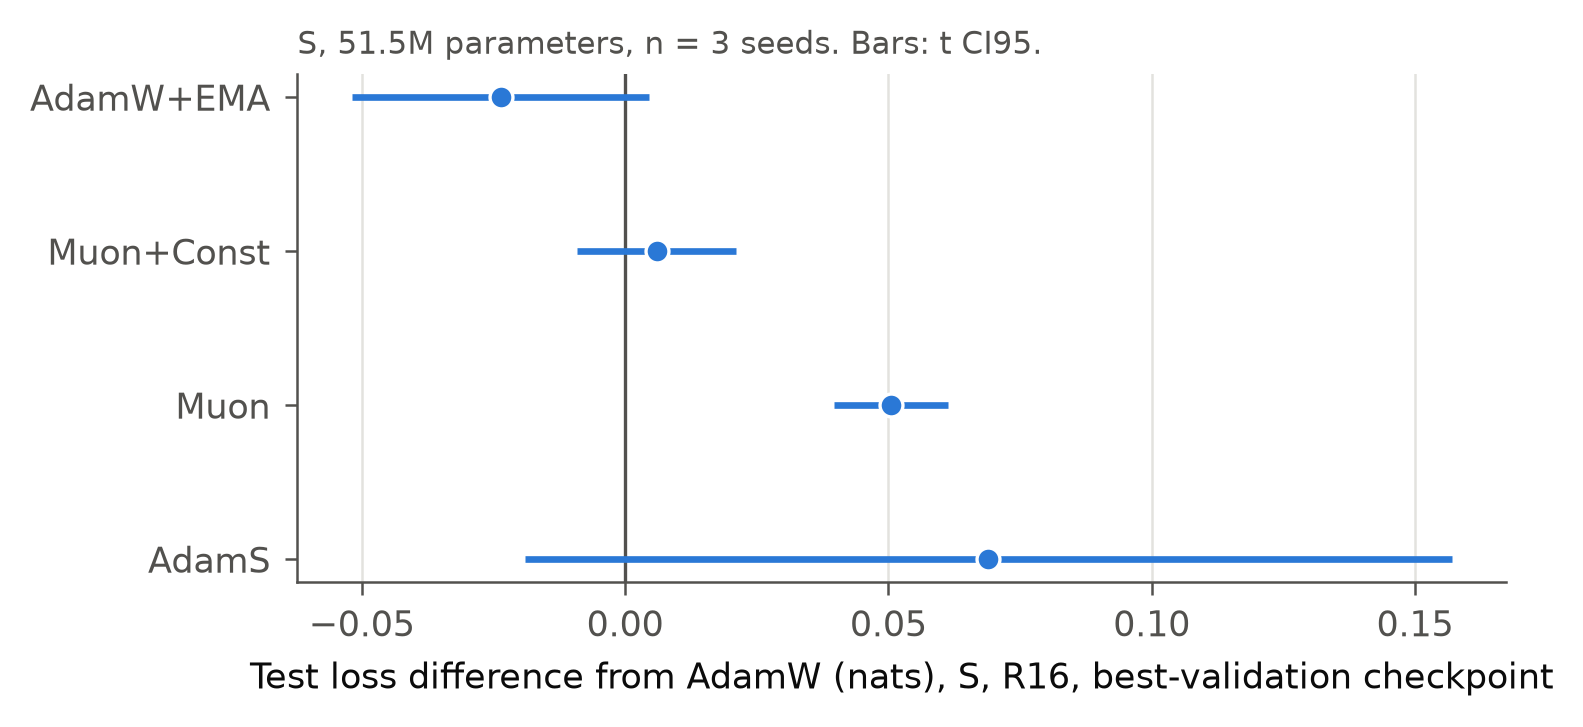 S, 51.5M parameters, n = 3 seeds. Bars: t CI95.
AdamW+EMA
Muon+Const
Muon
AdamS
−0.05 0.00 0.05 0.10 0.15
Test loss difference from AdamW (nats), S, R16, best-validation checkpoint